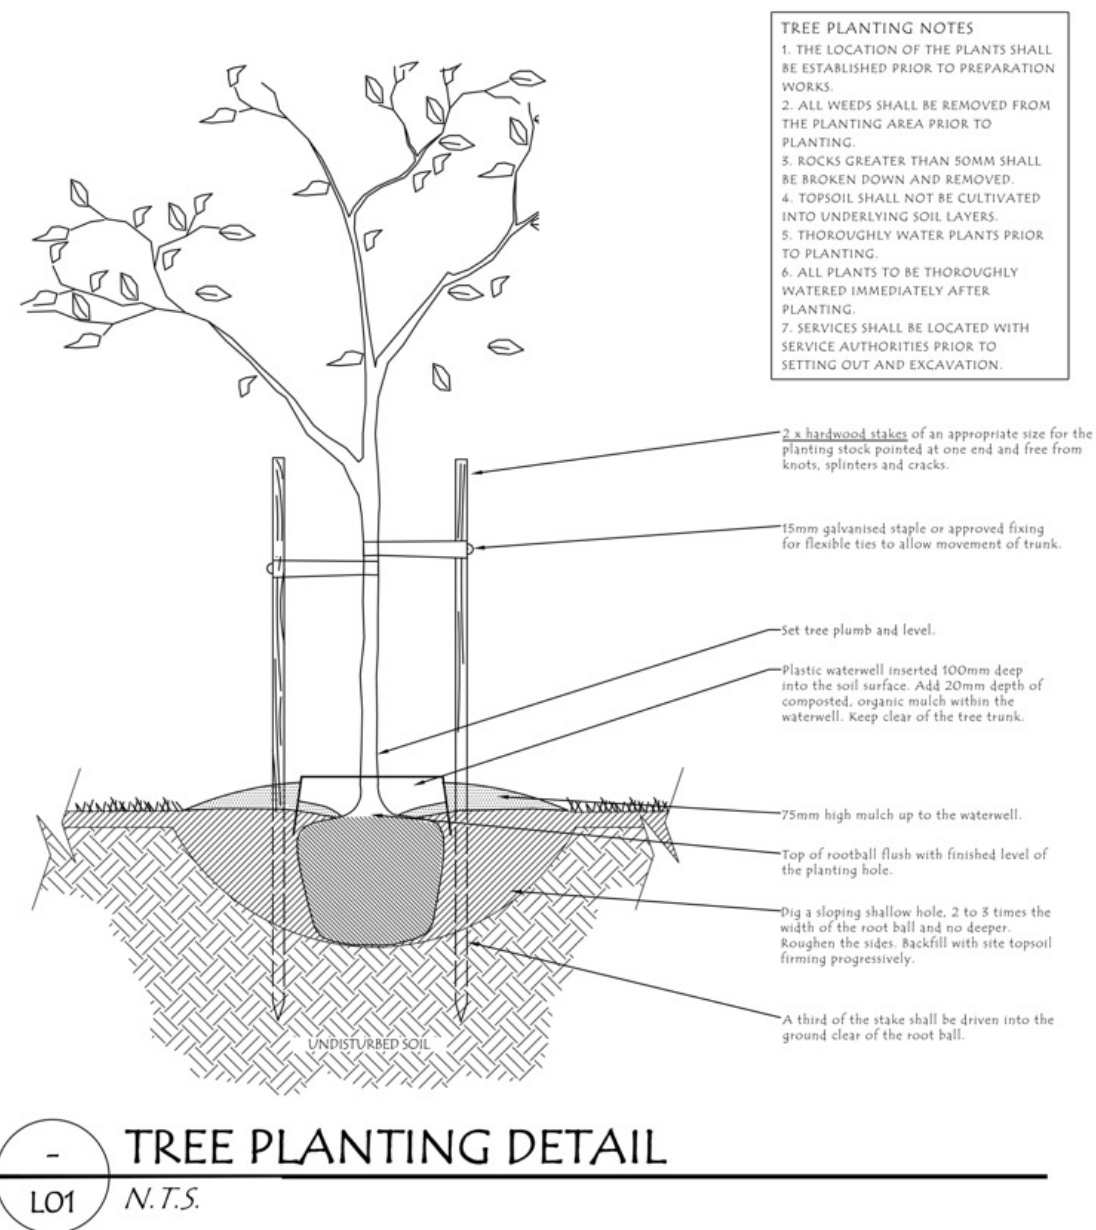 TREE PLANTING NOTES
1. THE LOCATION OF THE PLANTS SHALL
BE ESTABLISHED PRIOR TO PREPARATION
WORKS.
2. ALL WEEDS SHALL BE REMOVED FROM
THE PLANTING AREA PRIOR TO
PLANTING.
3. ROCKS GREATER THAN 50MM SHALL
BE BROKEN DOWN AND REMOVED.
4. TOPSOIL SHALL NOT BE CULTIVATED
INTO UNDERLYING SOIL LAYERS.
5. THOROUGHLY WATER PLANTS PRIOR
TO PLANTING.
6. ALL PLANTS TO BE THOROUGHLY
WATERED IMMEDIATELY AFTER
PLANTING.
7. SERVICES SHALL BE LOCATED WITH
SERVICE AUTHORITIES PRIOR TO
SETTING OUT AND EXCAVATION.
2 x hardwood stakes of an appropriate size for the
planting stock pointed at one end and free from
knots, splinters and cracks.
15mm galvanised staple or approved fixing
for flexible ties to allow movement of trunk.
Set tree plumb and level.
Plastic waterwell inserted 100mm deep
into the soil surface. Add 20mm depth of
composted, organic mulch within the
waterwell. Keep clear of the tree trunk.
75mm high mulch up to the waterwell.
Top of rootball flush with finished level of
the planting hole.
Dig a sloping shallow hole, 2 to 3 times the
width of the root ball and no deeper.
Roughen the sides. Backfill with site topsoil
firming progressively.
A third of the stake shall be driven into the
ground clear of the root ball.
UNDISTURBED SOIL
-
L01
TREE PLANTING DETAIL
N.T.S.